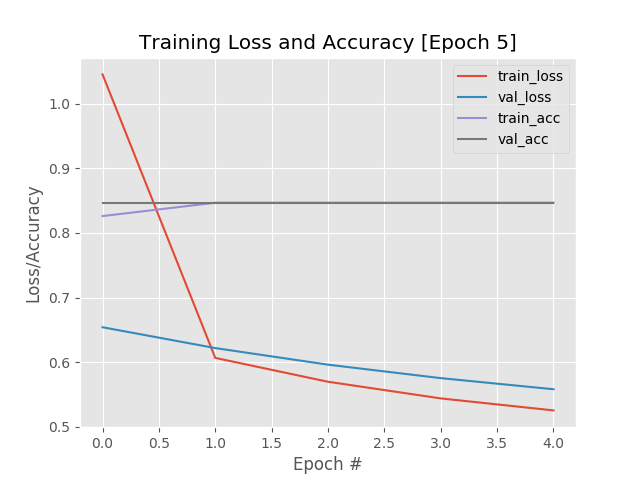 Training Loss and Accuracy [Epoch 5]
train_loss
val_loss
train_acc
val_acc
Loss/Accuracy
1.0
0.9
0.8
0.7
0.6
0.5
0.0 0.5 1.0 1.5 2.0 2.5 3.0 3.5 4.0
Epoch #